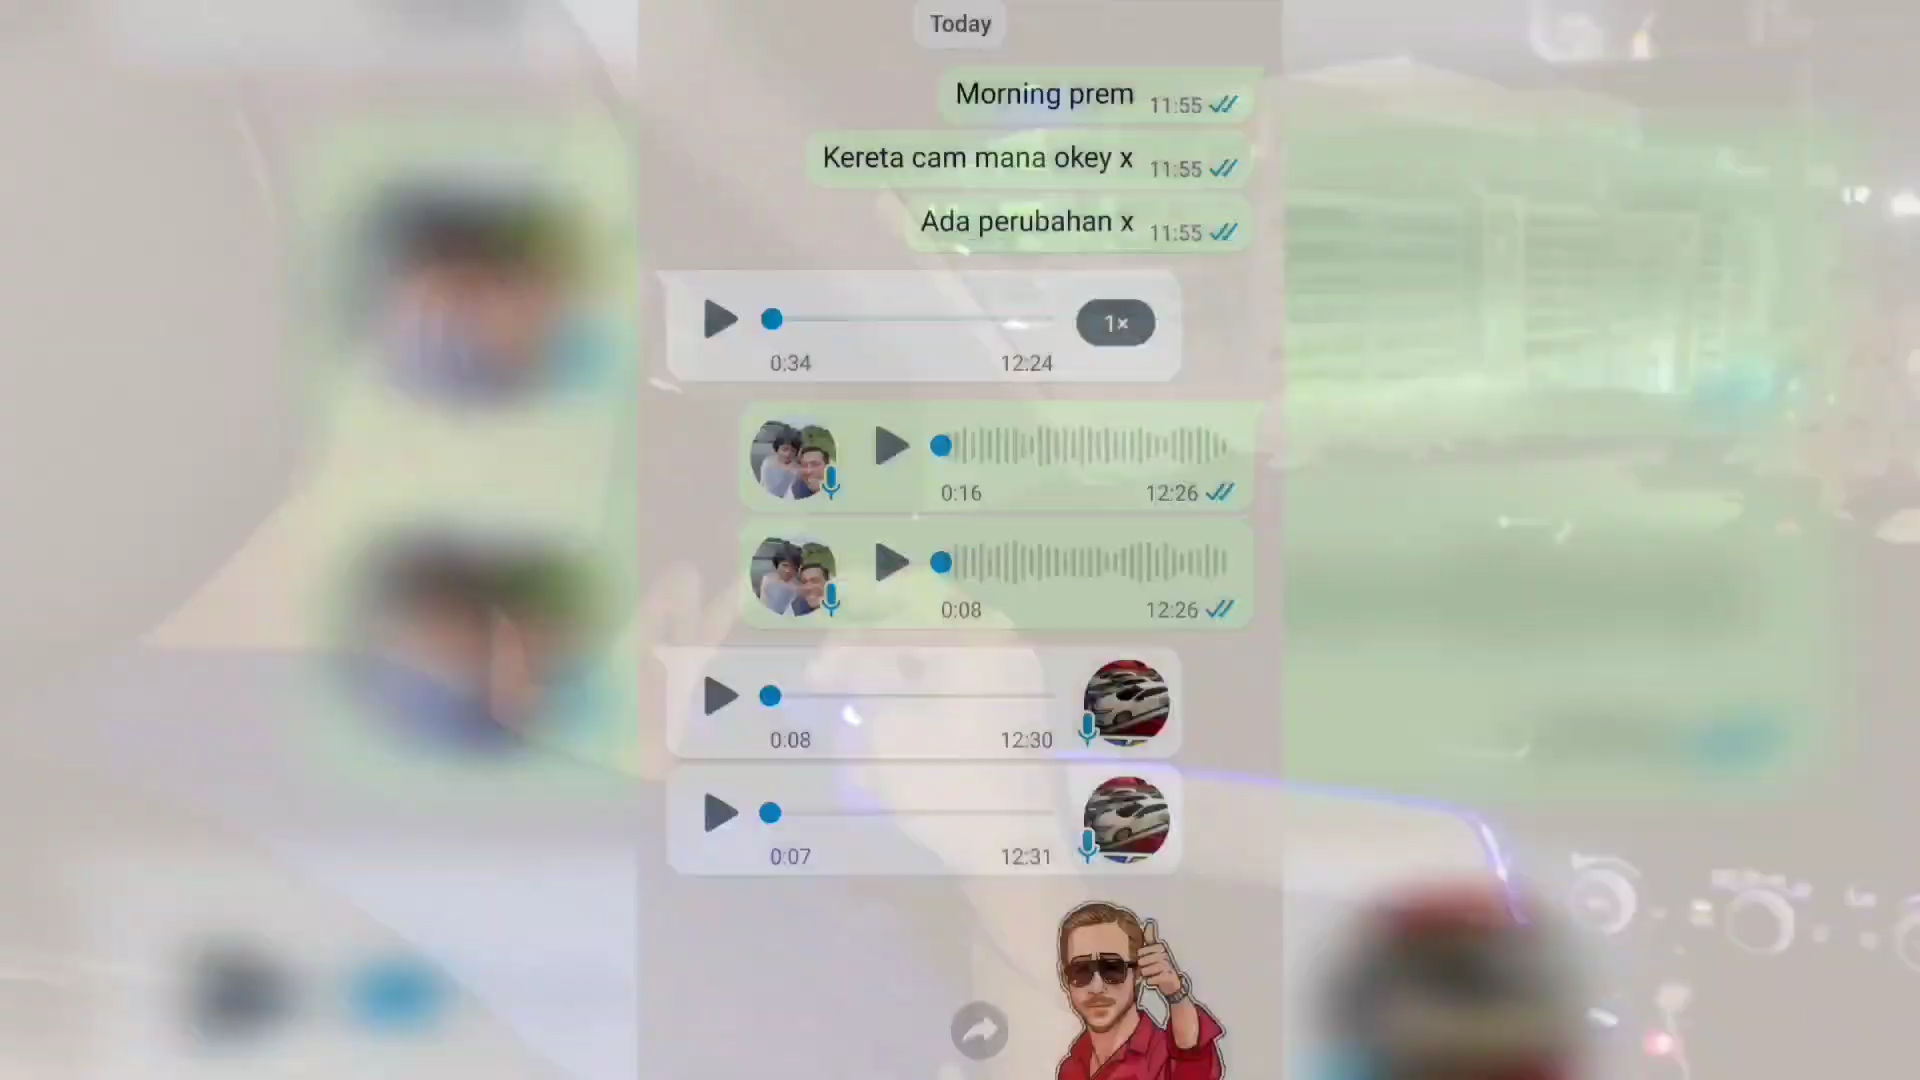 Today
Morning prem 11:55
Kereta cam mana okey x 11:55
Ada perubahan x 11:55
1×
0:34 12:24
0:16 12:26
0:08 12:26
0:08 12:30
0:07 12:31